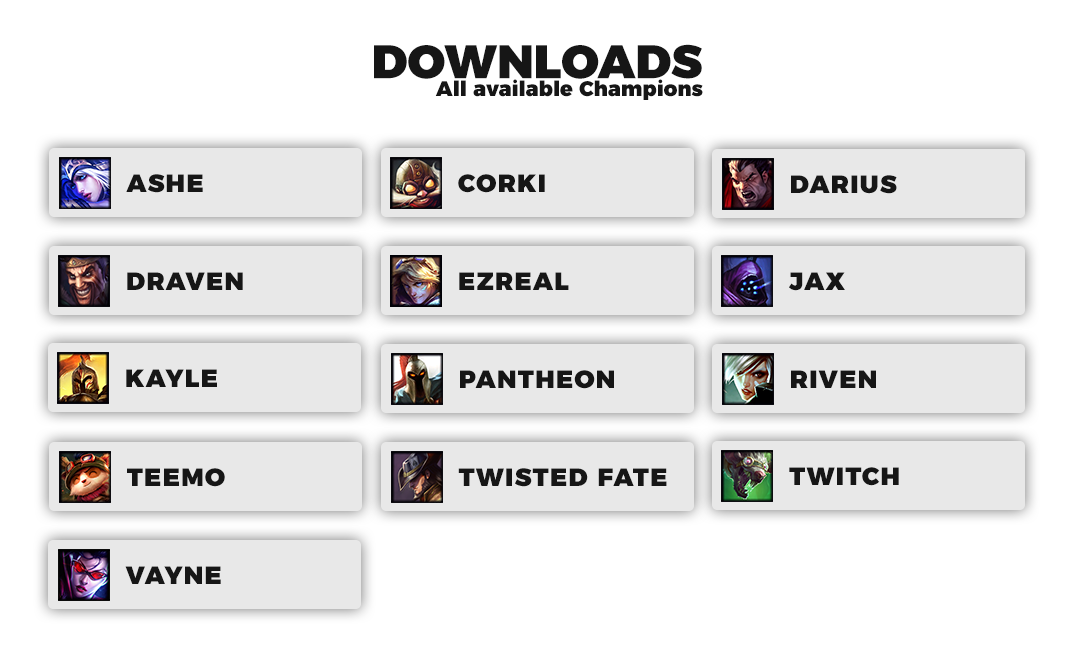 DOWNLOADS
All available Champions
ASHE
CORKI
DARIUS
DRAVEN
EZREAL
JAX
KAYLE
PANTHEON
RIVEN
TEEMO
TWISTED FATE
TWITCH
VAYNE